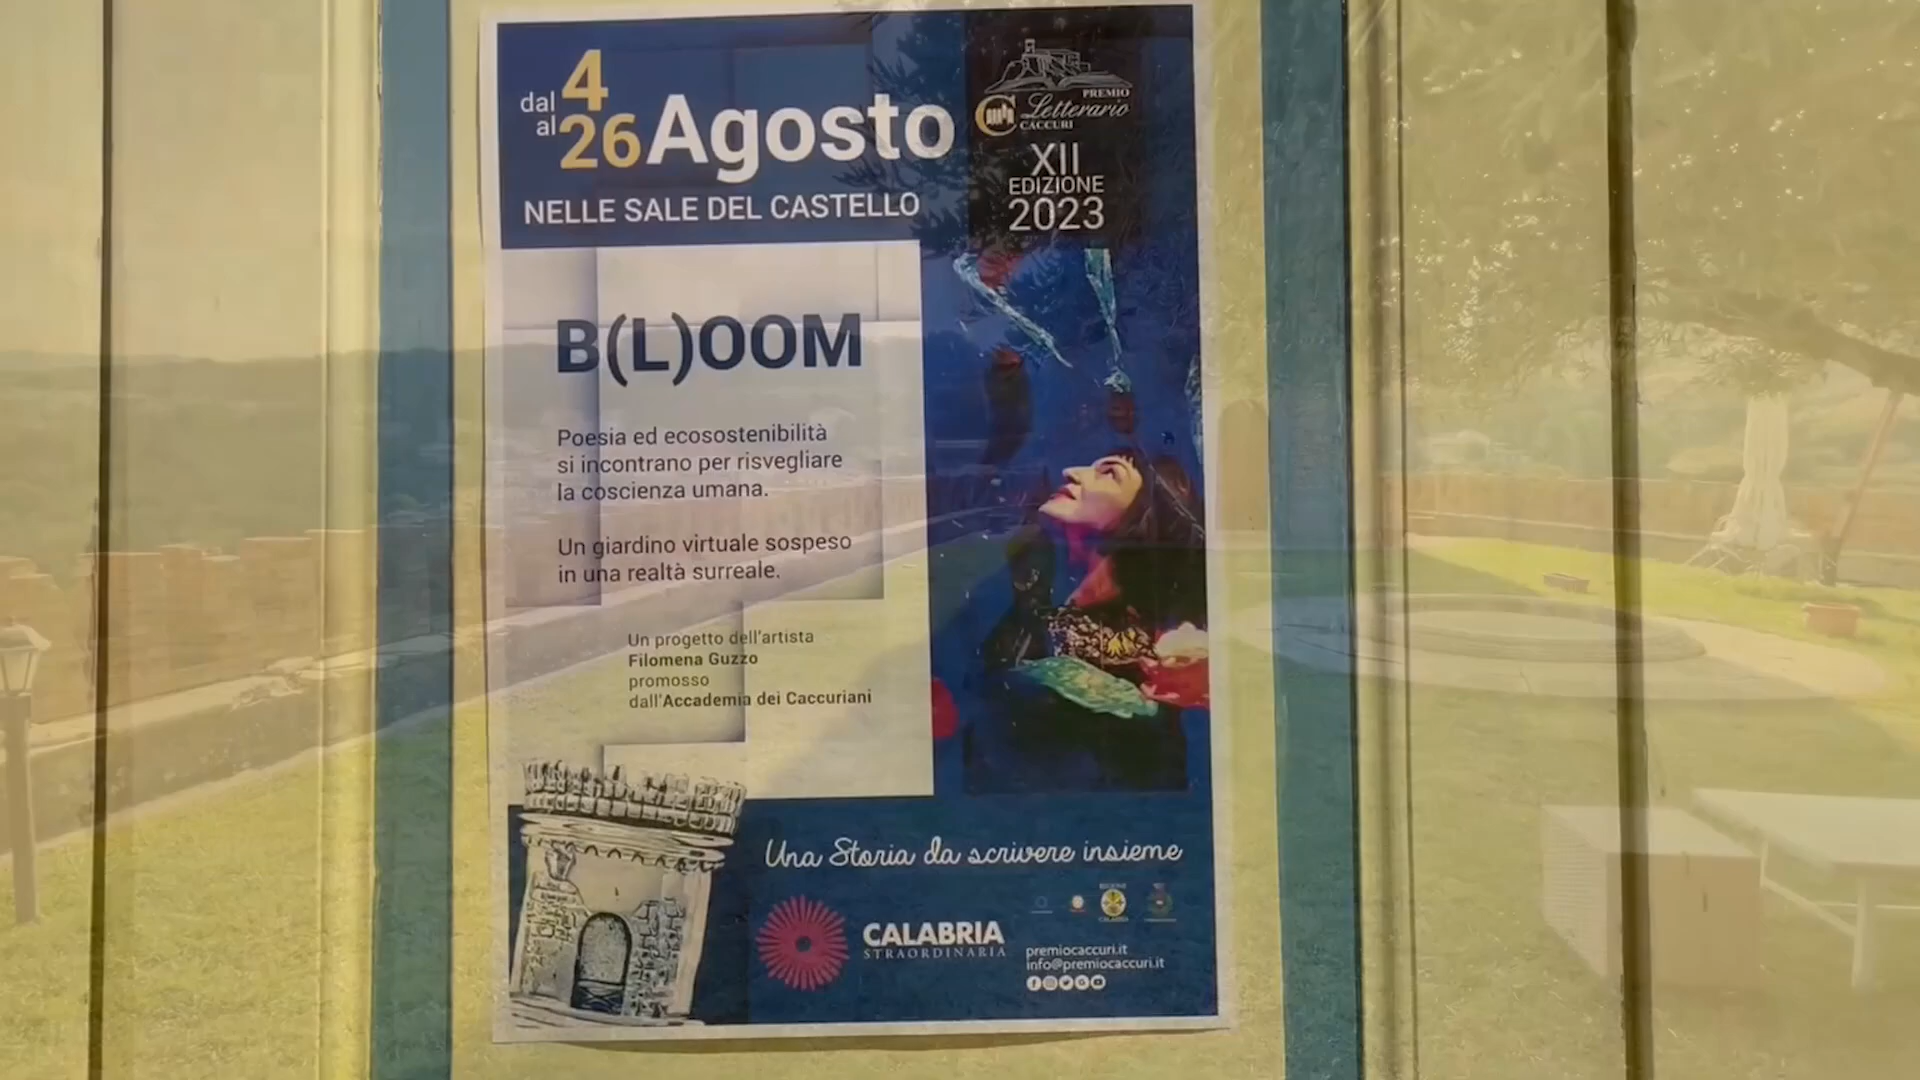 dal 4
al 26 Agosto
NELLE SALE DEL CASTELLO
PREMIO
Letterario
CACCURI
XII
EDIZIONE
2023
B(L)OOM
Poesia ed ecosostenibilità
si incontrano per risvegliare
la coscienza umana.
Un giardino virtuale sospeso
in una realtà surreale.
Un progetto dell'artista
Filomena Guzzo
promosso
dall'Accademia dei Caccuriani
Una Storia da scrivere insieme
CALABRIA
STRAORDINARIA
REGIONE
CALABRIA
premiocaccuri.it
info@premiocaccuri.it